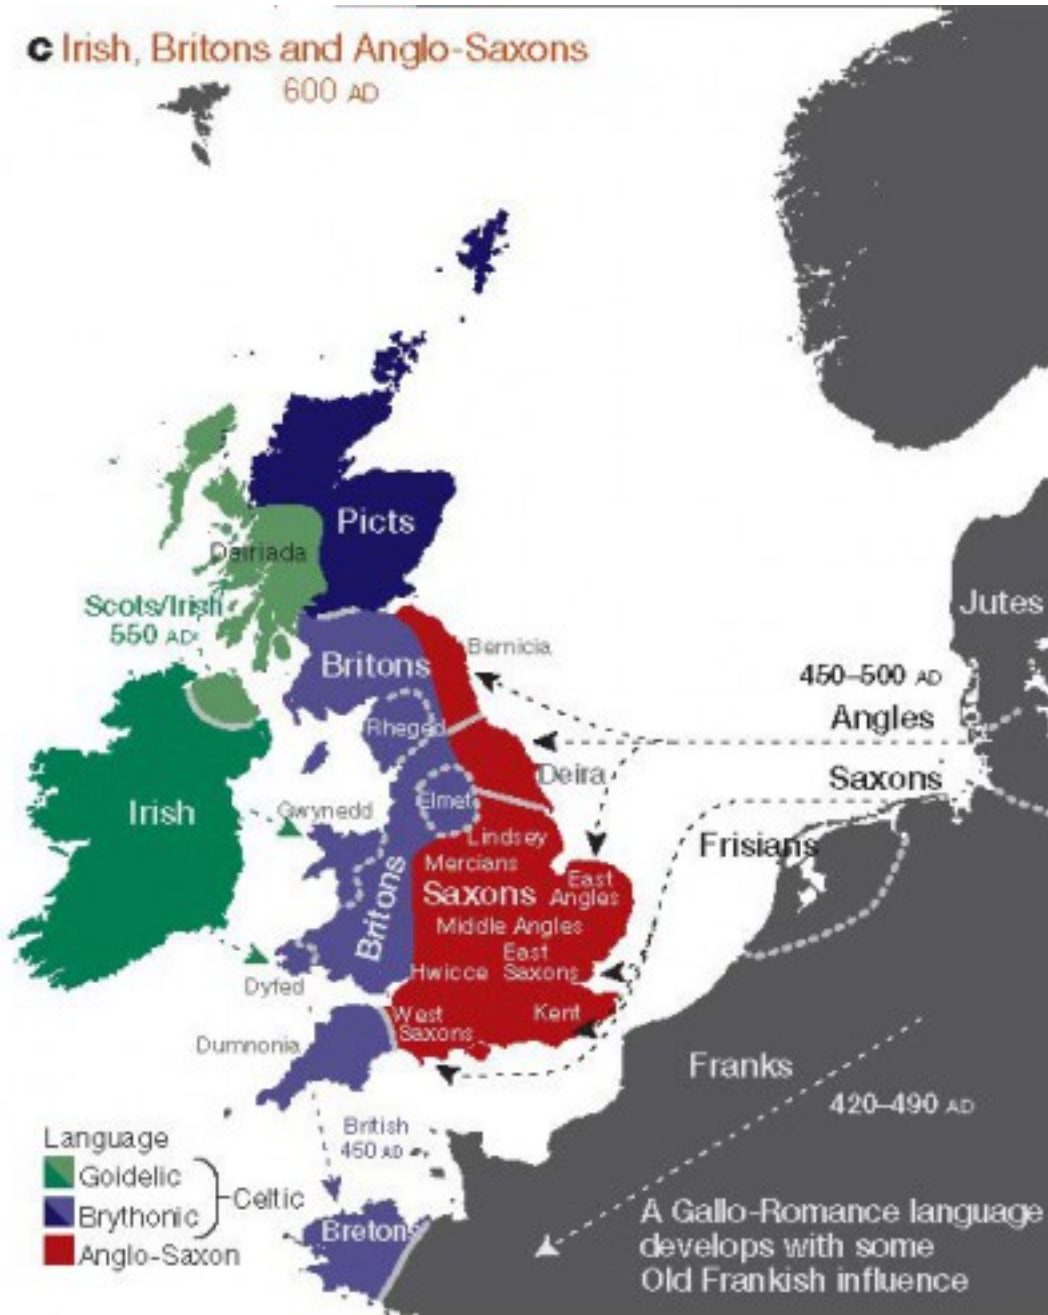 c Irish, Britons and Anglo-Saxons
600 AD
Picts
Dairiada
Scots/Irish
550 AD
Jutes
Britons
Bernicia
450–500 AD
Angles
Rheged
Deira
Saxons
Irish
Gwynedd
Elmet
Frisians
Lindsey
Mercians
Saxons
East
Angles
Britons
Middle Angles
Hwicce
East
Saxons
Dyfed
West
Saxons
Kent
Dumnonia
Franks
420–490 AD
British
450 AD
Language
Goidelic
Brythonic
Celtic
Anglo-Saxon
Bretons
A Gallo-Romance language
develops with some
Old Frankish influence